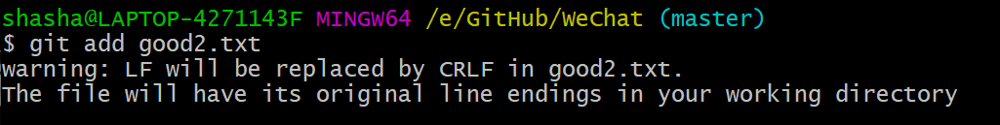 shasha@LAPTOP-4271143F MINGW64 /e/GitHub/WeChat (master)
$ git add good2.txt
warning: LF will be replaced by CRLF in good2.txt.
The file will have its original line endings in your working directory